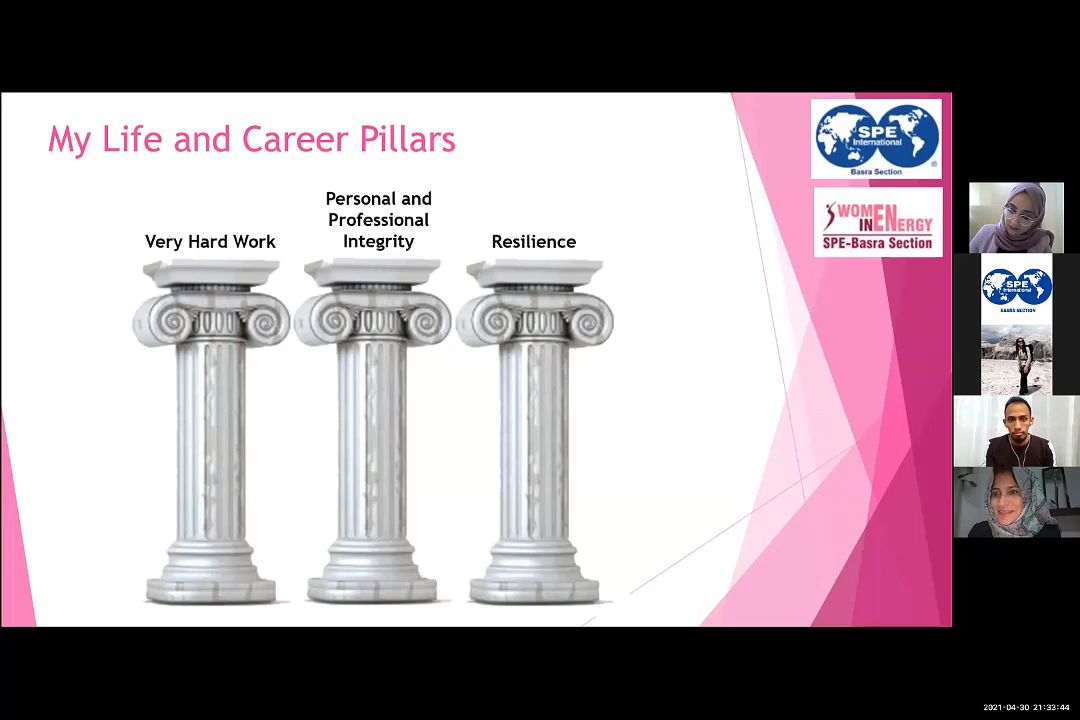 My Life and Career Pillars
Personal and
Professional
Very Hard Work
Integrity
Resilience
SPE
International
Basra Section
WOMEN
IN ENERGY
SPE-Basra Section
SPE
International
BASRA SECTION
2021-04-30 21:33:44